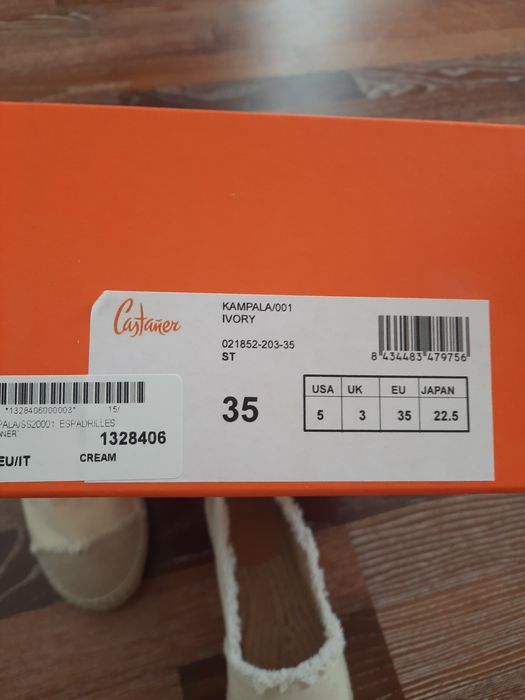 Castañer
KAMPALA/001
IVORY
021852-203-35
ST
8 434483 479756
35
USA UK EU JAPAN
5 3 35 22.5
*1328406000003* 15/
PALA/SS20001 ESPADRILLES
NER
1328406
EU/IT CREAM